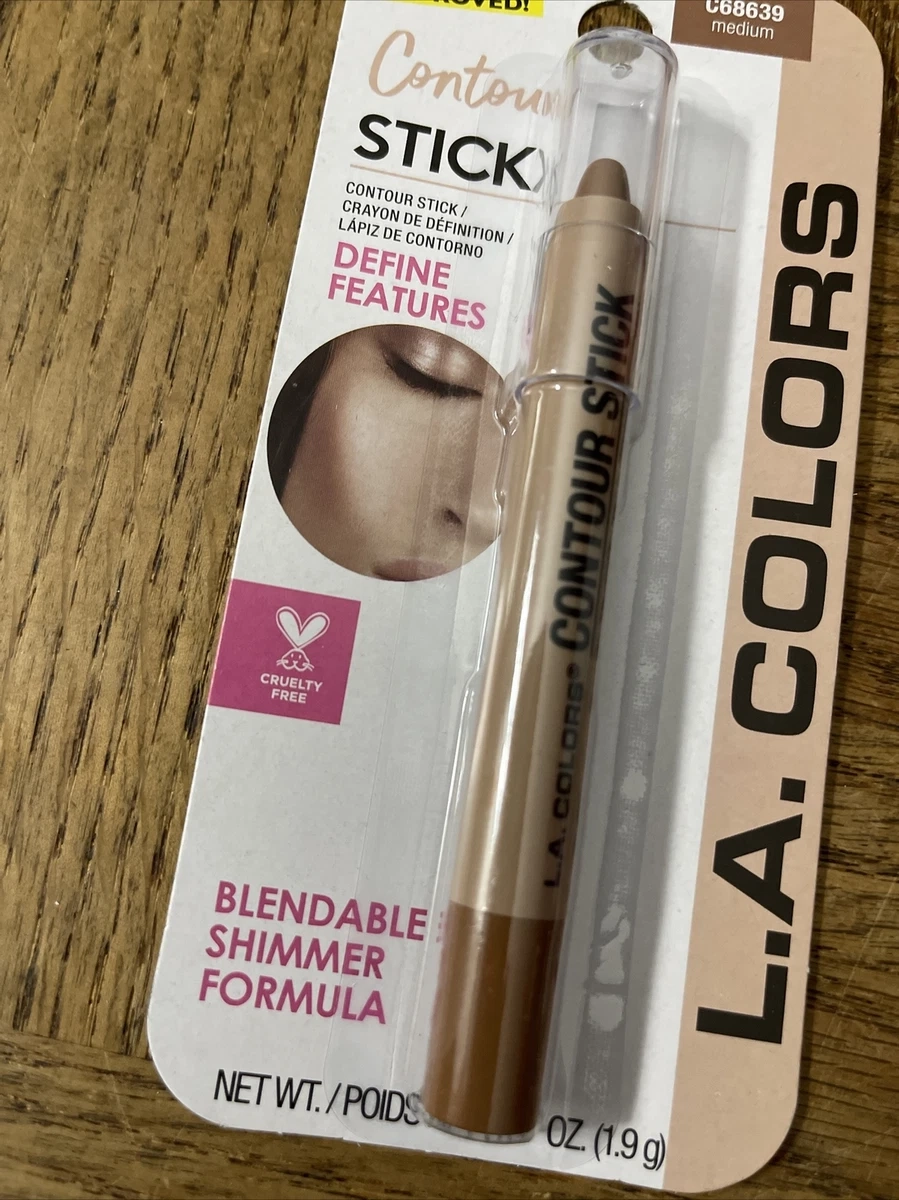 C68639
medium
Contour
STICK
CONTOUR STICK /
CRAYON DE DÉFINITION /
LÁPIZ DE CONTORNO
DEFINE
FEATURES
CRUELTY
FREE
BLENDABLE
SHIMMER
FORMULA
NET WT. / POIDS OZ. (1.9 g)
L.A. COLORS® CONTOUR STICK
L.A. COLORS